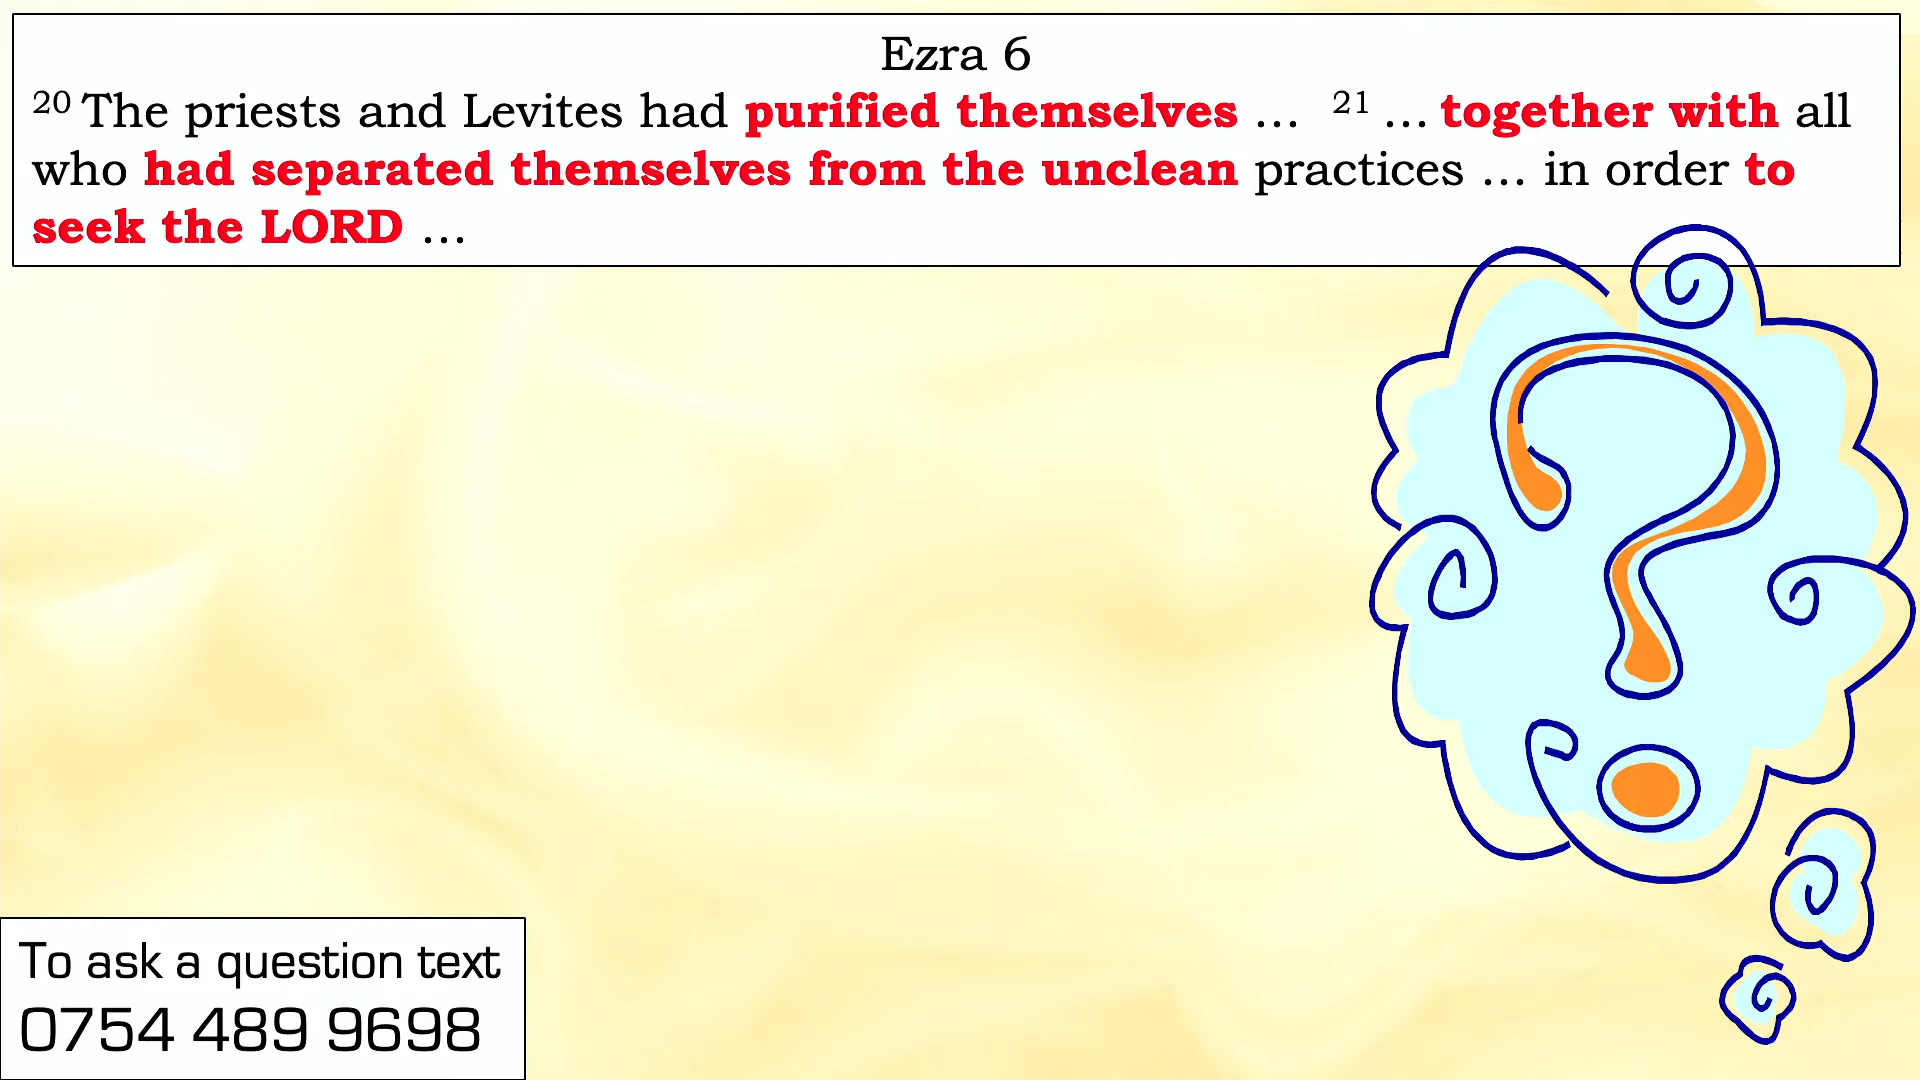 Ezra 6
20 The priests and Levites had purified themselves … 21 … together with all
who had separated themselves from the unclean practices … in order to
seek the LORD …
To ask a question text
0754 489 9698